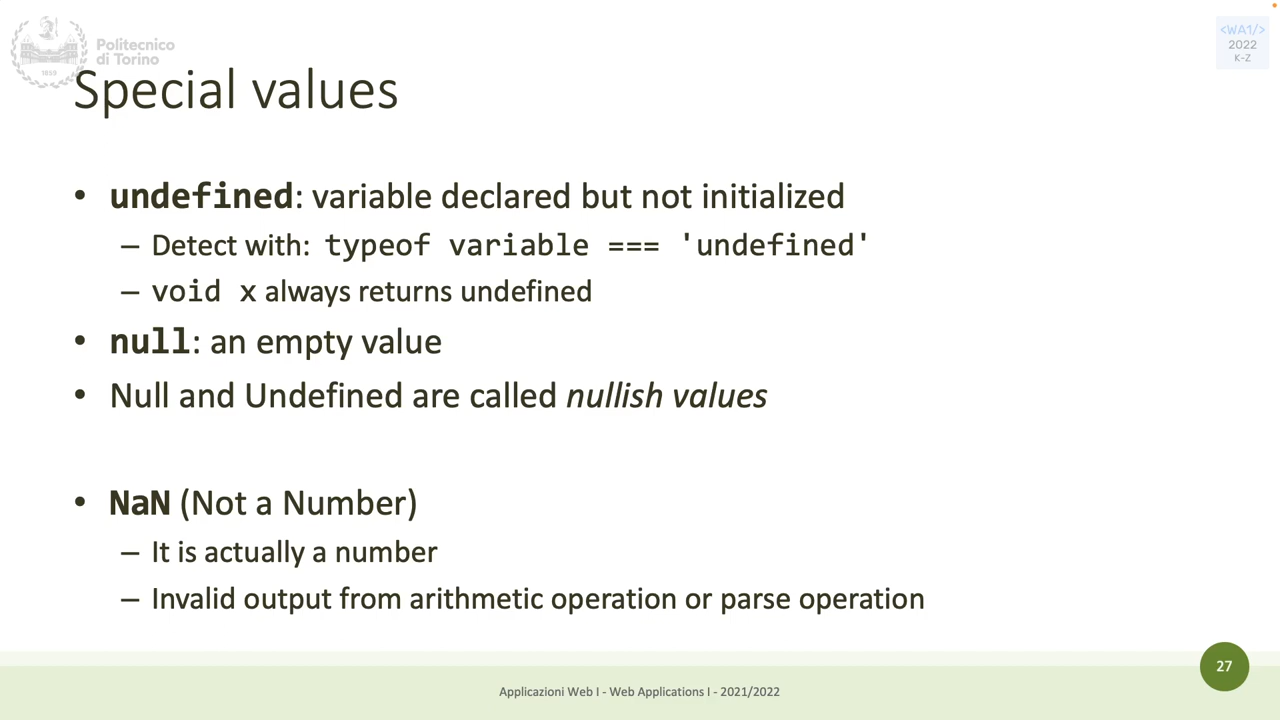 Politecnico
di Torino
1859
<WA1/>
2022
K-Z
Special values
• undefined: variable declared but not initialized
– Detect with: typeof variable === 'undefined'
– void x always returns undefined
• null: an empty value
• Null and Undefined are called nullish values
• NaN (Not a Number)
– It is actually a number
– Invalid output from arithmetic operation or parse operation
27
Applicazioni Web I - Web Applications I - 2021/2022